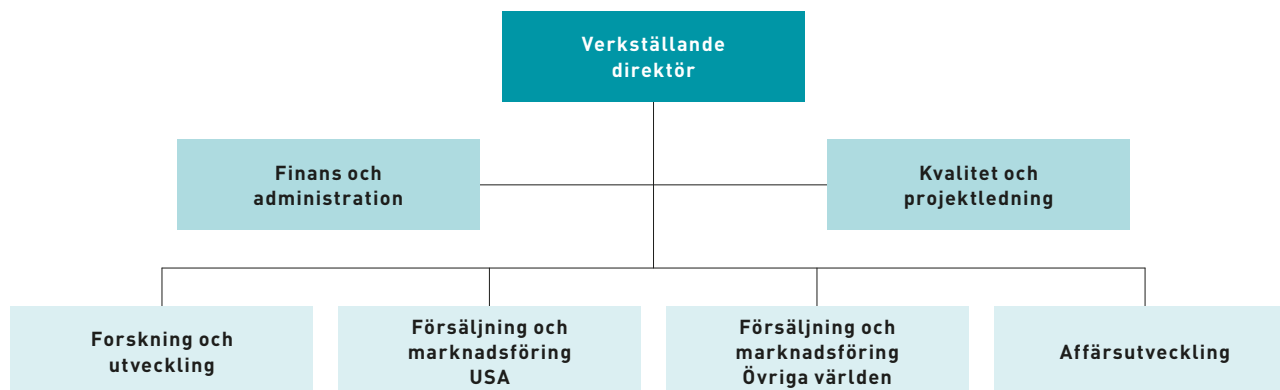 Verkställande
direktör
Finans och
administration
Kvalitet och
projektledning
Forskning och
utveckling
Försäljning och
marknadsföring
USA
Försäljning och
marknadsföring
Övriga världen
Affärsutveckling